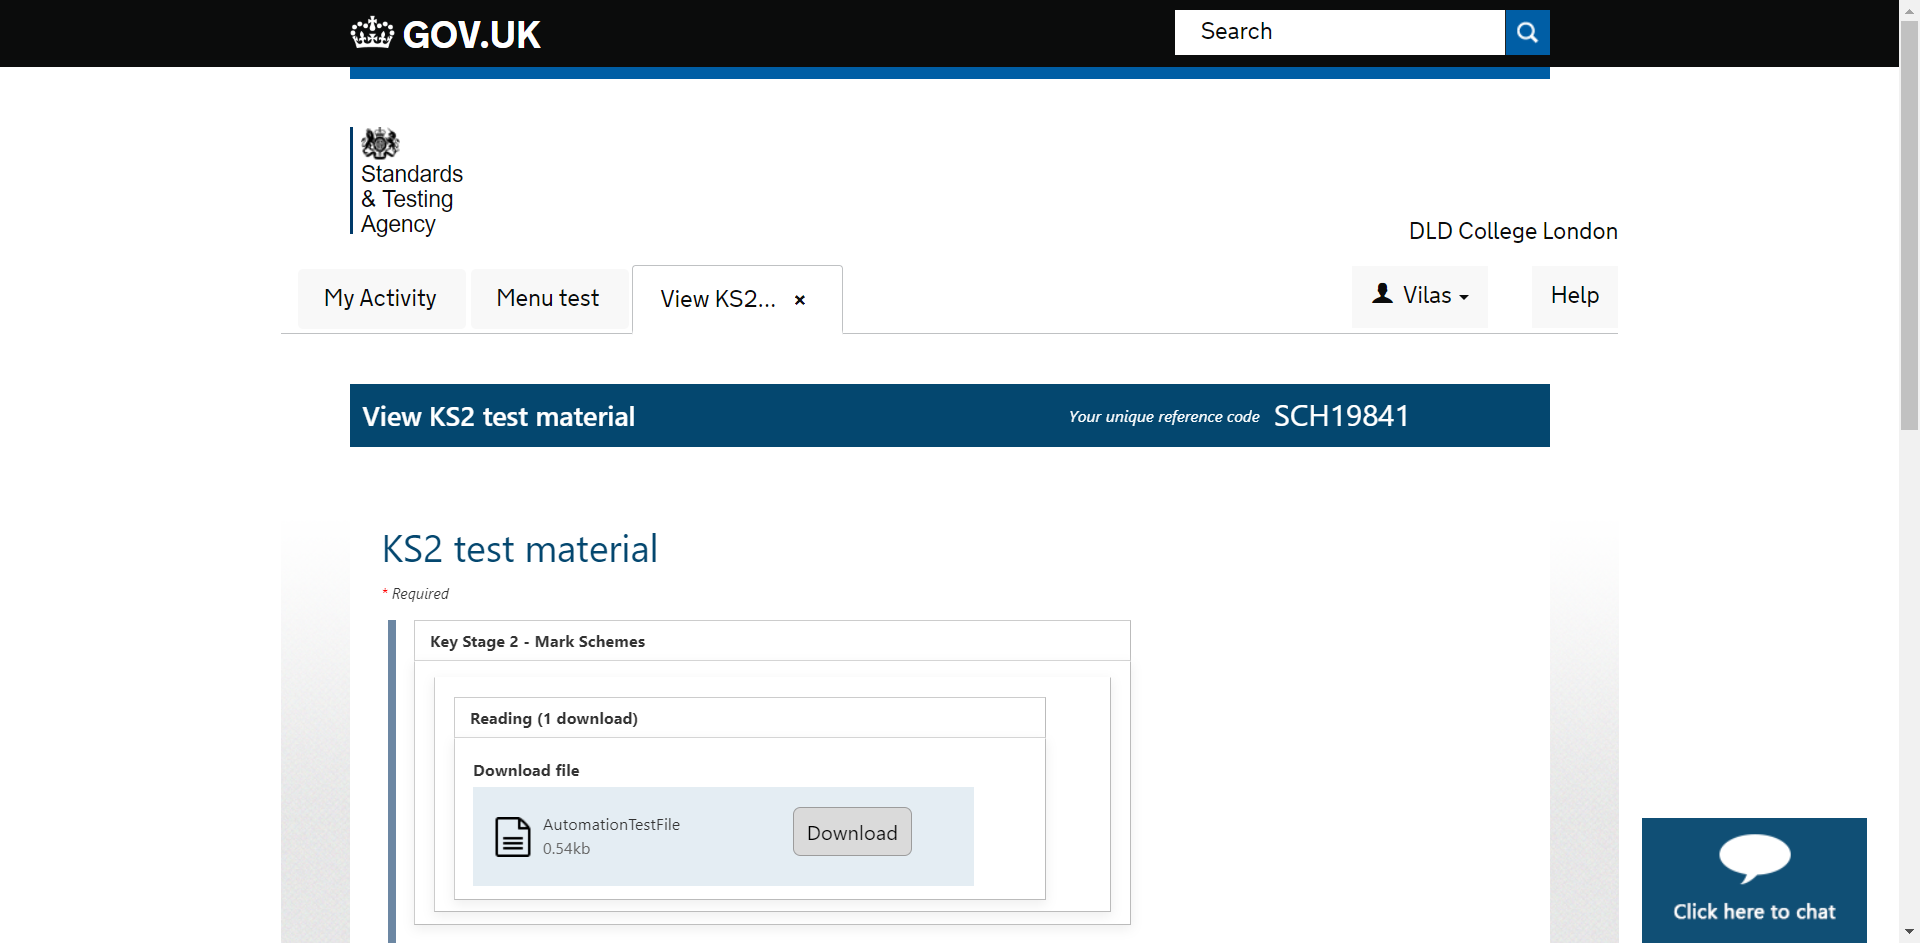 GOV.UK
Search
Standards
& Testing
Agency
DLD College London
My Activity
Menu test
View KS2... ×
Vilas
Help
View KS2 test material
Your unique reference code SCH19841
KS2 test material
* Required
Key Stage 2 - Mark Schemes
Reading (1 download)
Download file
AutomationTestFile
0.54kb
Download
Click here to chat